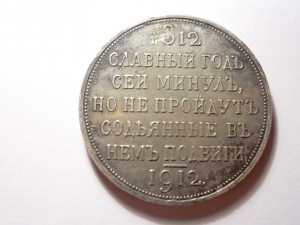 1812
СЛАВНЫЙ ГОДЪ
СЕЙ МИНУЛЪ,
НО НЕ ПРОЙДУТЪ
СОДѢЯННЫЕ ВЪ
НЕМЪ ПОДВИГИ
1912.